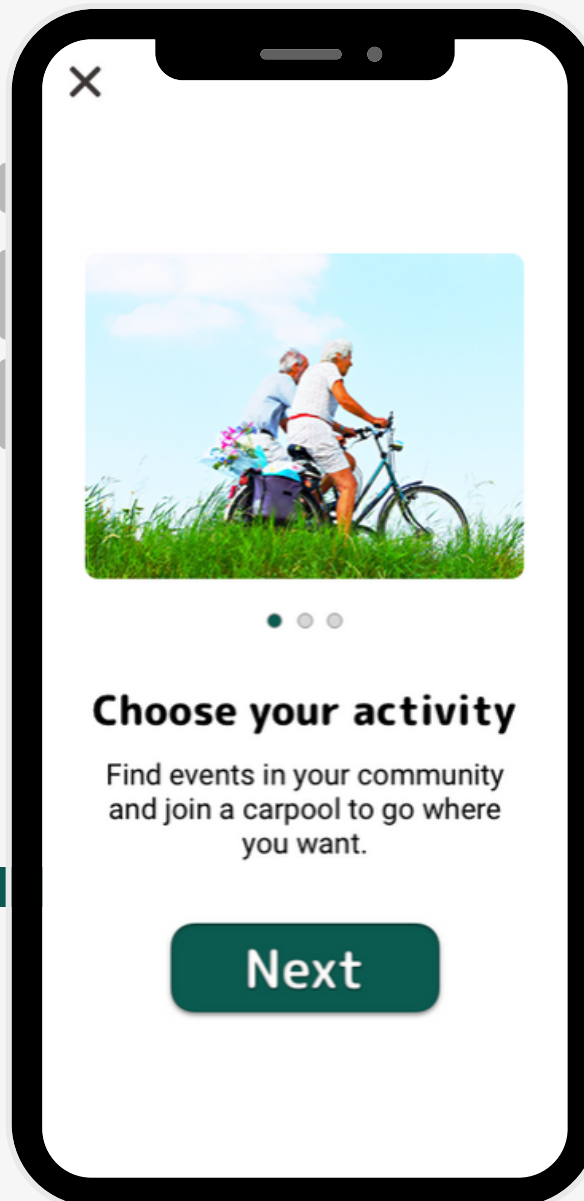 Choose your activity
Find events in your community
and join a carpool to go where
you want.
Next